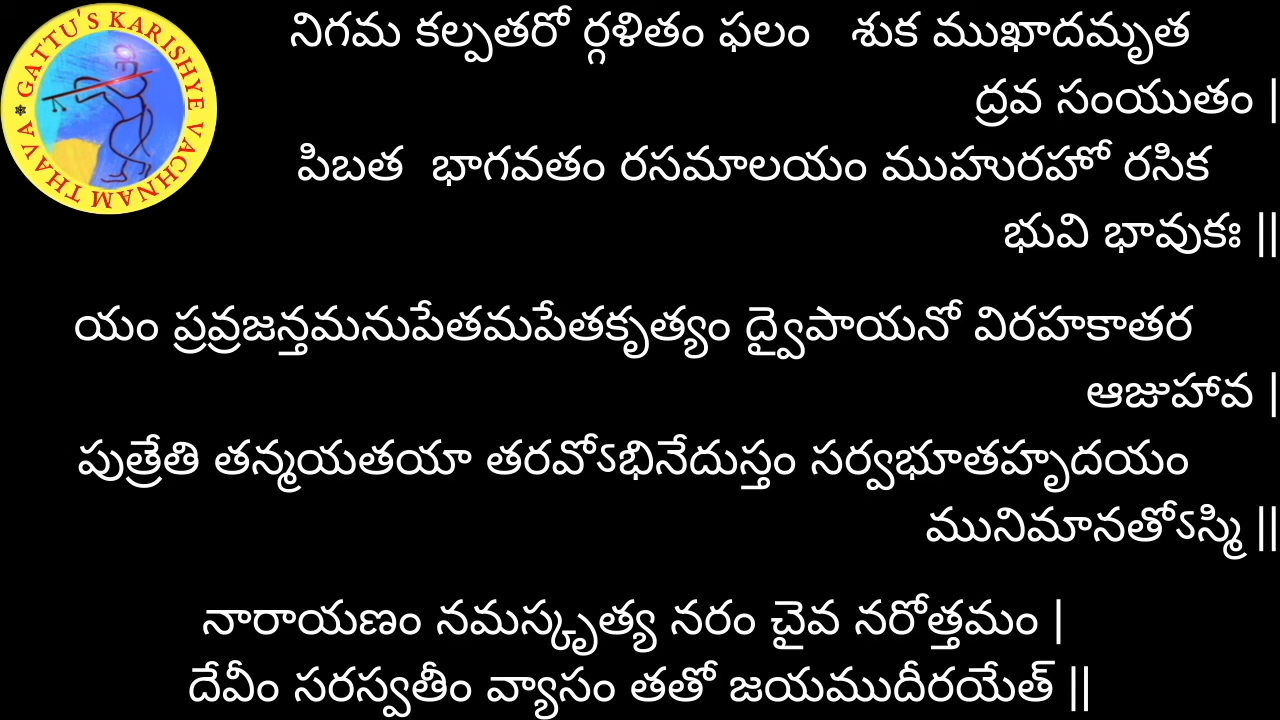 GATTU'S KARISHYE VACHNAM THAVA
నిగమ కల్పతరో ర్గళితం ఫలం శుక ముఖాదమృత
ద్రవ సంయుతం |
పిబత భాగవతం రసమాలయం ముహురహో రసిక
భువి భావుకః ||
యం ప్రవ్రజన్తమనుపేతమపేతకృత్యం ద్వైపాయనో విరహకాతర
ఆజుహావ |
పుత్రేతి తన్మయతయా తరవోఽభినేదుస్తం సర్వభూతహృదయం
మునిమానతోఽస్మి ||
నారాయణం నమస్కృత్య నరం చైవ నరోత్తమం |
దేవీం సరస్వతీం వ్యాసం తతో జయముదీరయేత్ ||